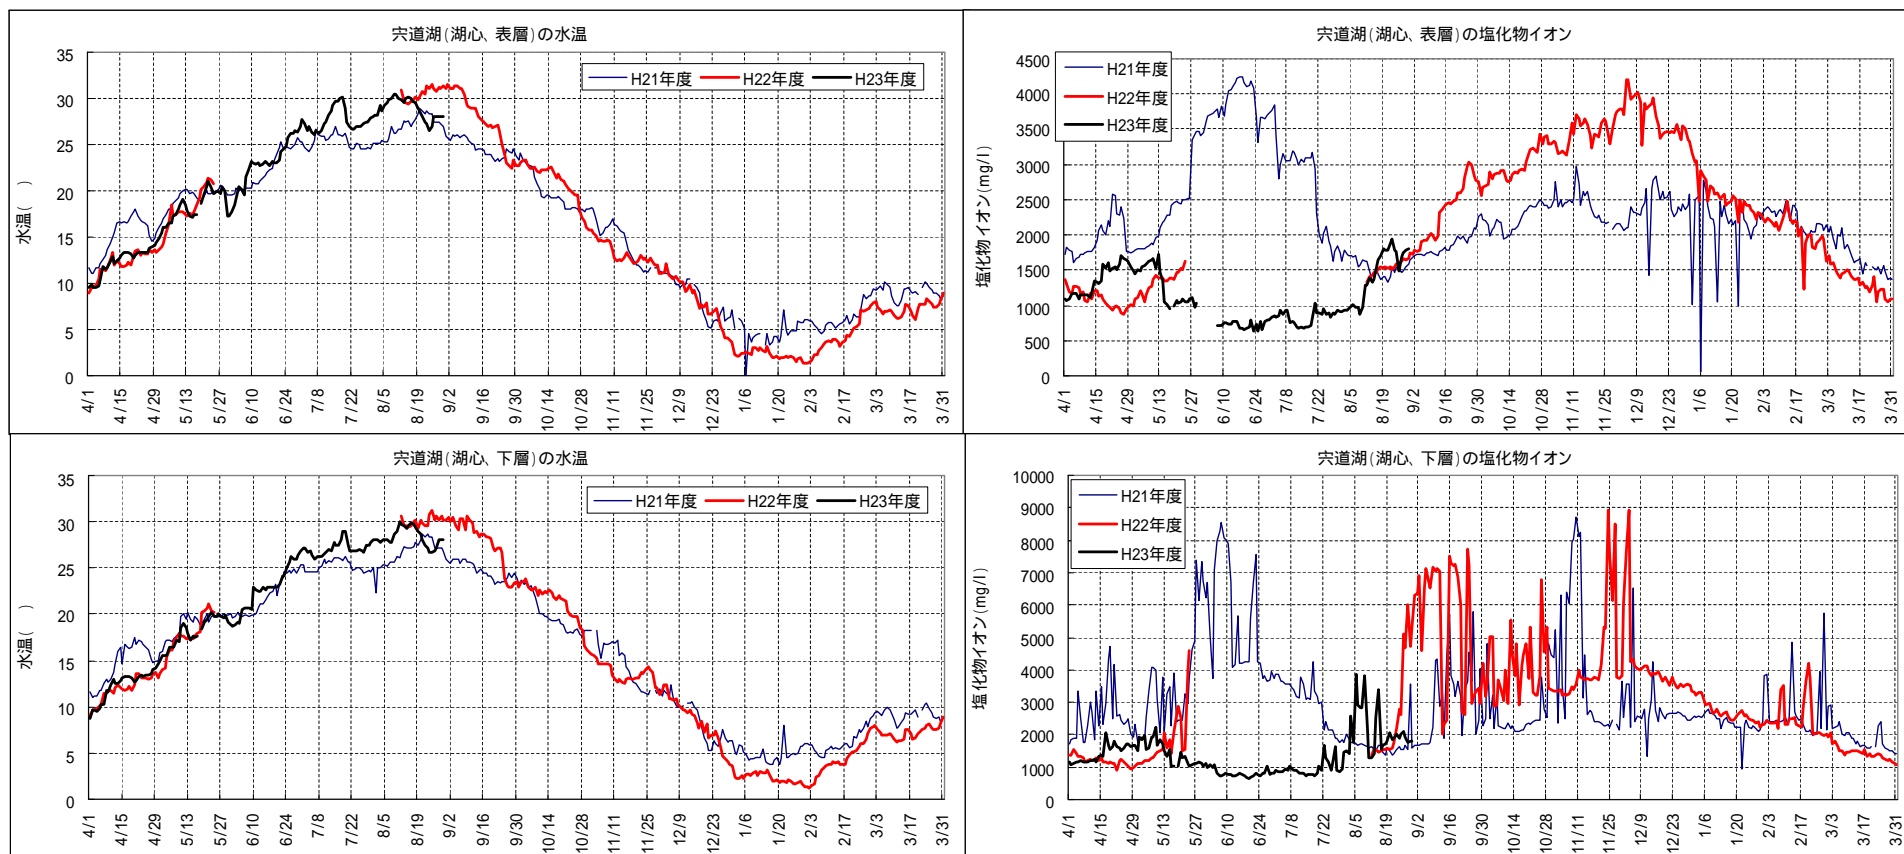 宍道湖(湖心、表層)の水温
水温( )
35
30
25
20
15
10
5
0
H21年度 H22年度 H23年度
4/1 4/15 4/29 5/13 5/27 6/10 6/24 7/8 7/22 8/5 8/19 9/2 9/16 9/30 10/14 10/28 11/11 11/25 12/9 12/23 1/6 1/20 2/3 2/17 3/3 3/17 3/31
宍道湖(湖心、表層)の塩化物イオン
塩化物イオン(mg/l)
4500
4000
3500
3000
2500
2000
1500
1000
500
0
H21年度
H22年度
H23年度
4/1 4/15 4/29 5/13 5/27 6/10 6/24 7/8 7/22 8/5 8/19 9/2 9/16 9/30 10/14 10/28 11/11 11/25 12/9 12/23 1/6 1/20 2/3 2/17 3/3 3/17 3/31
宍道湖(湖心、下層)の水温
水温( )
35
30
25
20
15
10
5
0
H21年度 H22年度 H23年度
4/1 4/15 4/29 5/13 5/27 6/10 6/24 7/8 7/22 8/5 8/19 9/2 9/16 9/30 10/14 10/28 11/11 11/25 12/9 12/23 1/6 1/20 2/3 2/17 3/3 3/17 3/31
宍道湖(湖心、下層)の塩化物イオン
塩化物イオン(mg/l)
10000
9000
8000
7000
6000
5000
4000
3000
2000
1000
0
H21年度
H22年度
H23年度
4/1 4/15 4/29 5/13 5/27 6/10 6/24 7/8 7/22 8/5 8/19 9/2 9/16 9/30 10/14 10/28 11/11 11/25 12/9 12/23 1/6 1/20 2/3 2/17 3/3 3/17 3/31